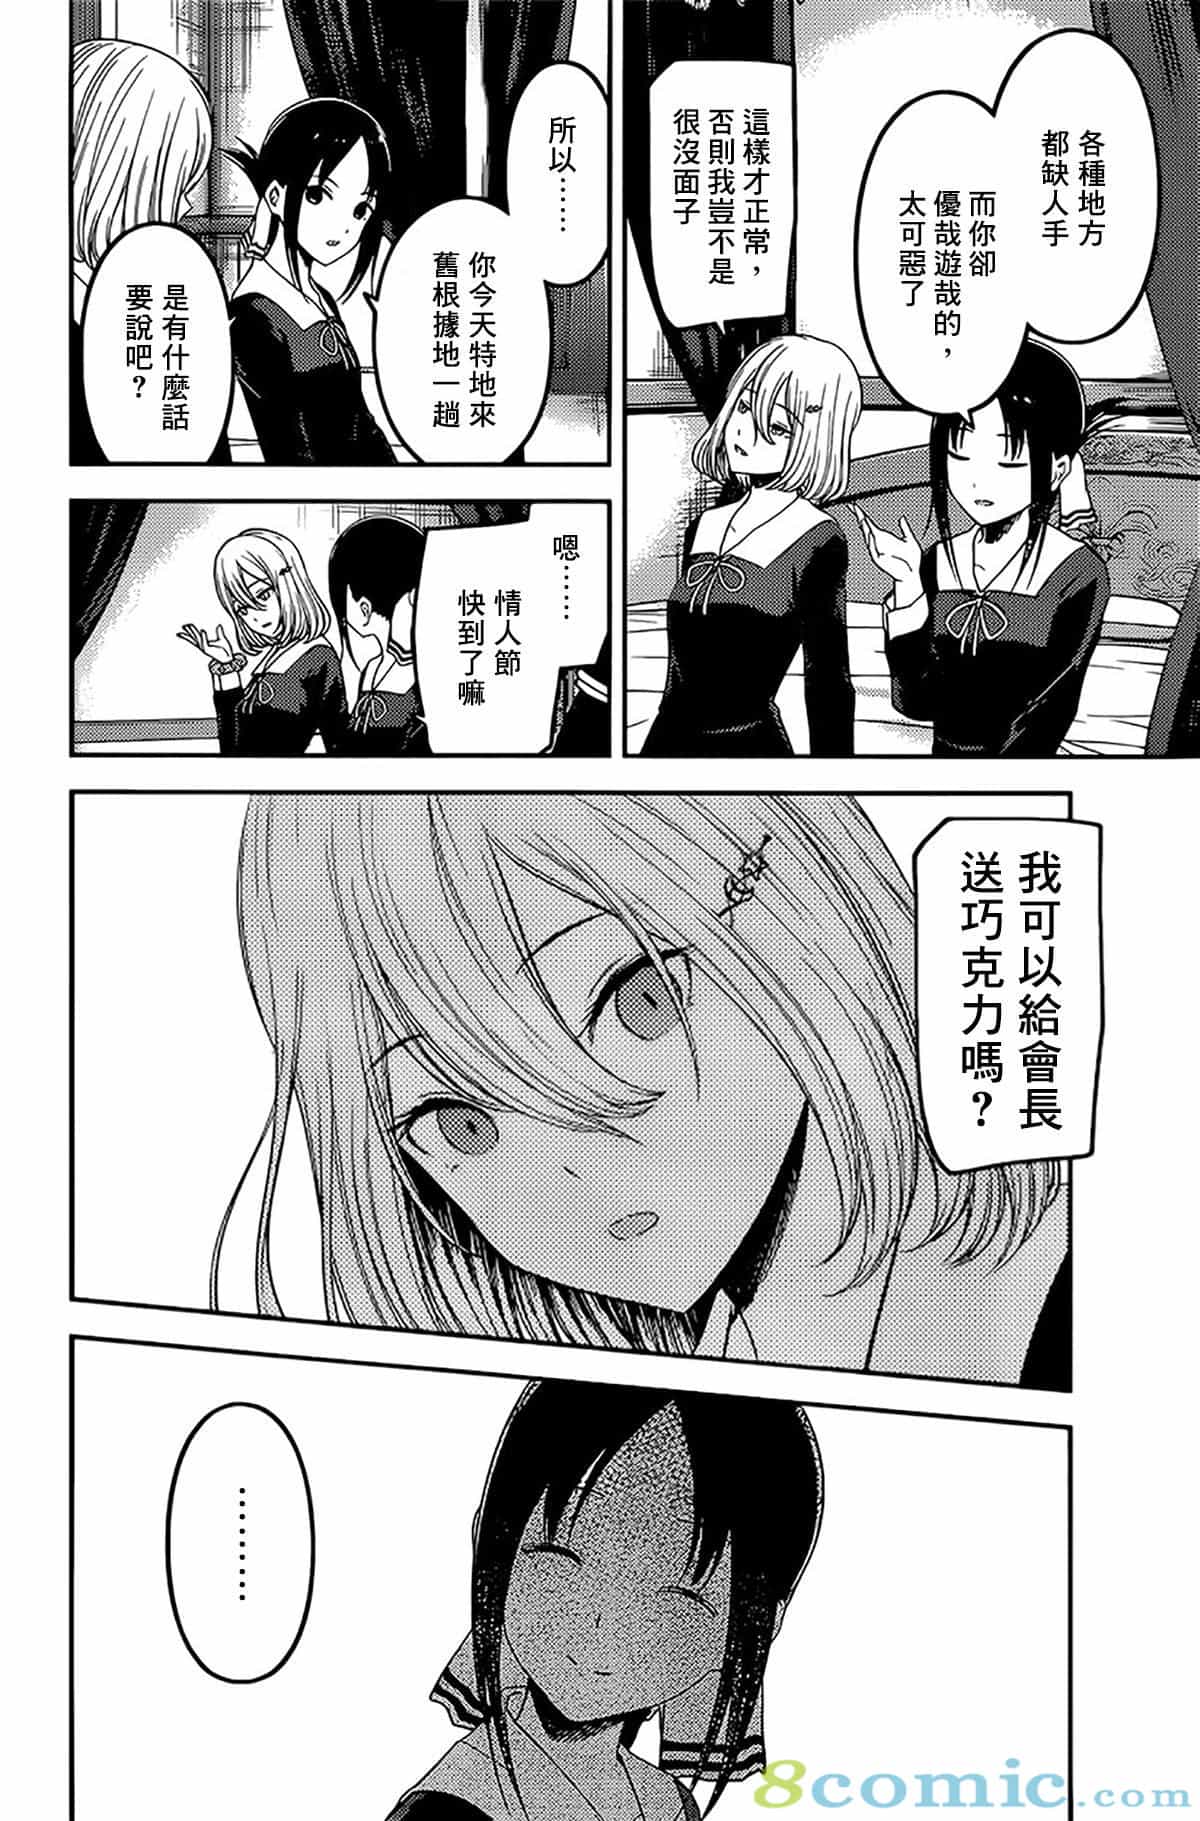 各種地方
都缺人手
而你卻
優哉遊哉的，
太可惡了
這樣才正常，
否則我豈不是
很沒面子
所以……
你今天特地來
舊根據地一趟
是有什麼話
要說吧？
嗯……
情人節
快到了嘛
我可以給會長
送巧克力嗎？
………
8comic.com